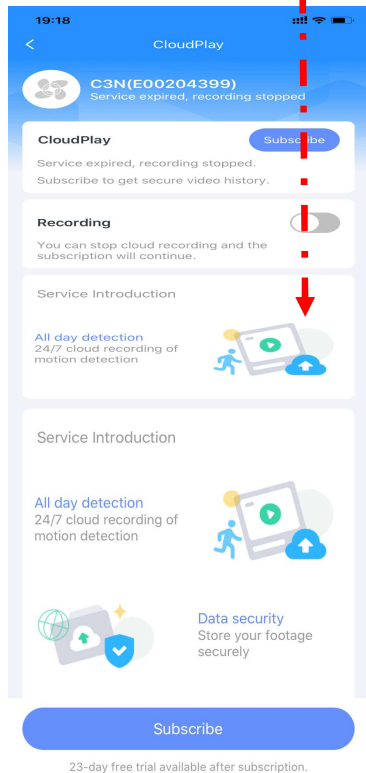 19:18
CloudPlay
C3N(E00204399)
Service expired, recording stopped
CloudPlay
Subscribe
Service expired, recording stopped.
Subscribe to get secure video history.
Recording
You can stop cloud recording and the
subscription will continue.
Service Introduction
All day detection
24/7 cloud recording of
motion detection
Service Introduction
All day detection
24/7 cloud recording of
motion detection
Data security
Store your footage
securely
Subscribe
23-day free trial available after subscription.